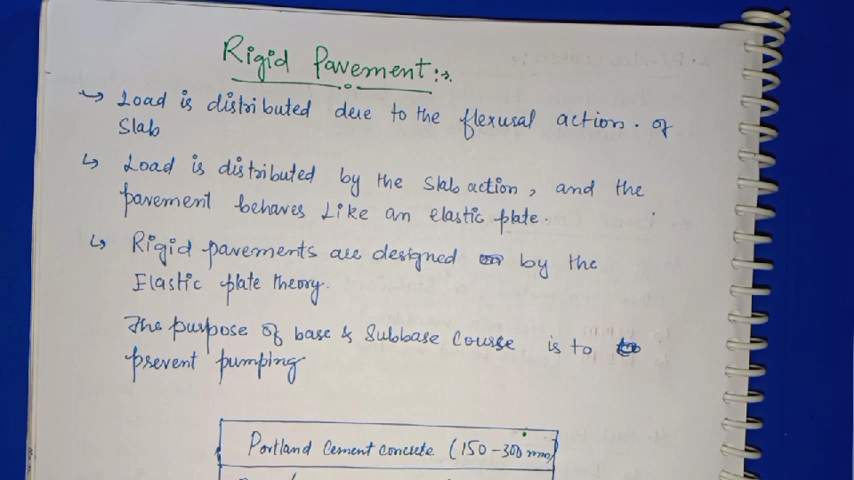 Rigid Pavement:→.
↳ Load is distributed due to the flexural action. of
Slab
↳ Load is distributed by the slab action, and the
pavement behaves Like an elastic plate.
↳ Rigid pavements are designed by the
Elastic plate theory.
The purpose of base & Subbase Course is to
prevent pumping
Portland Cement concrete (150-300 mm)